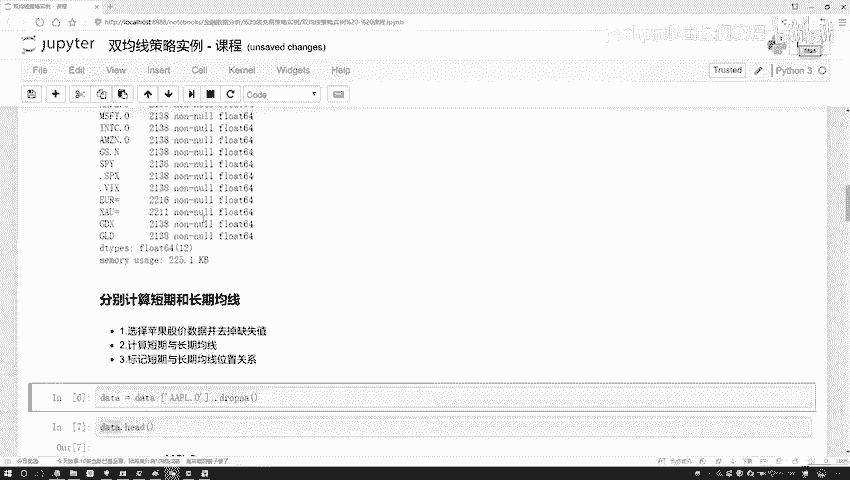 双均线策略实例 - 课程
http://localhost:8888/notebooks/金融数据分析/双均线交易策略实例/双均线策略实例%20-%20课程.ipynb
jupyter 双均线策略实例 - 课程 (unsaved changes)
File Edit View Insert Cell Kernel Widgets Help
Trusted Python 3
Code
MSFT.O 2138 non-null float64
INTC.O 2138 non-null float64
AMZN.O 2138 non-null float64
GS.N 2138 non-null float64
SPY 2138 non-null float64
.SPX 2138 non-null float64
.VIX 2138 non-null float64
EUR= 2216 non-null float64
XAU= 2211 non-null float64
GDX 2138 non-null float64
GLD 2138 non-null float64
dtypes: float64(12)
memory usage: 225.1 KB
分别计算短期和长期均线
1.选择苹果股价数据并去掉缺失值
2.计算短期与长期均线
3.标记短期与长期均线位置关系
In [6] data = data ['AAPL.O'] .dropna()
In [7] data.head()
Out[7]: